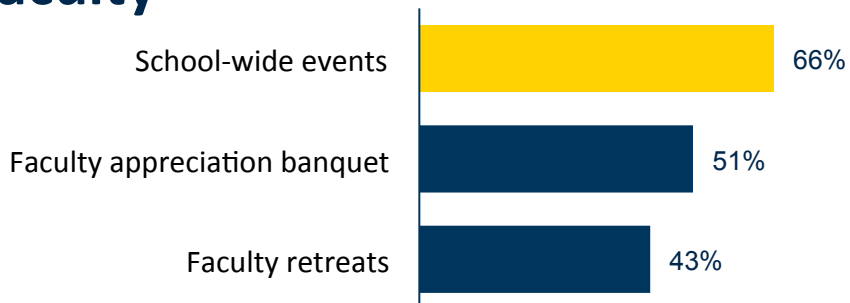 School-wide events 66%
Faculty appreciation banquet 51%
Faculty retreats 43%